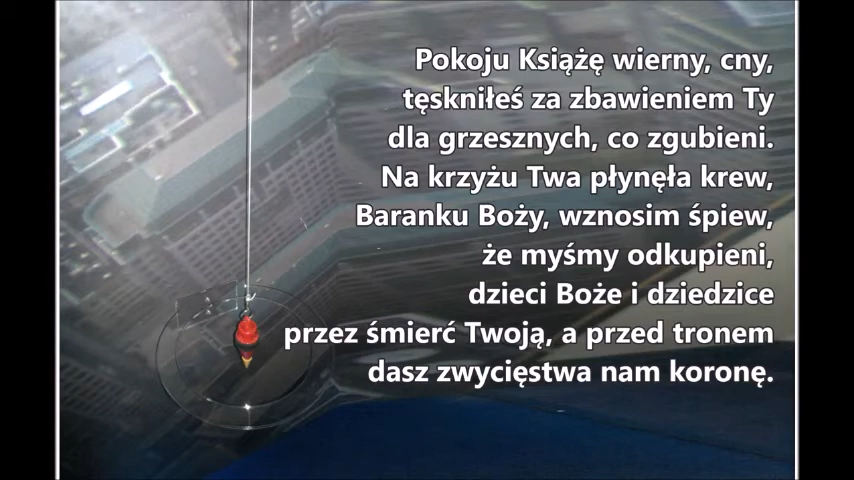 Pokoju Książę wierny, cny,
tęskniłeś za zbawieniem Ty
dla grzesznych, co zgubieni.
Na krzyżu Twa płynęła krew,
Baranku Boży, wznosim śpiew,
że myśmy odkupieni,
dzieci Boże i dziedzice
przez śmierć Twoją, a przed tronem
dasz zwycięstwa nam koronę.